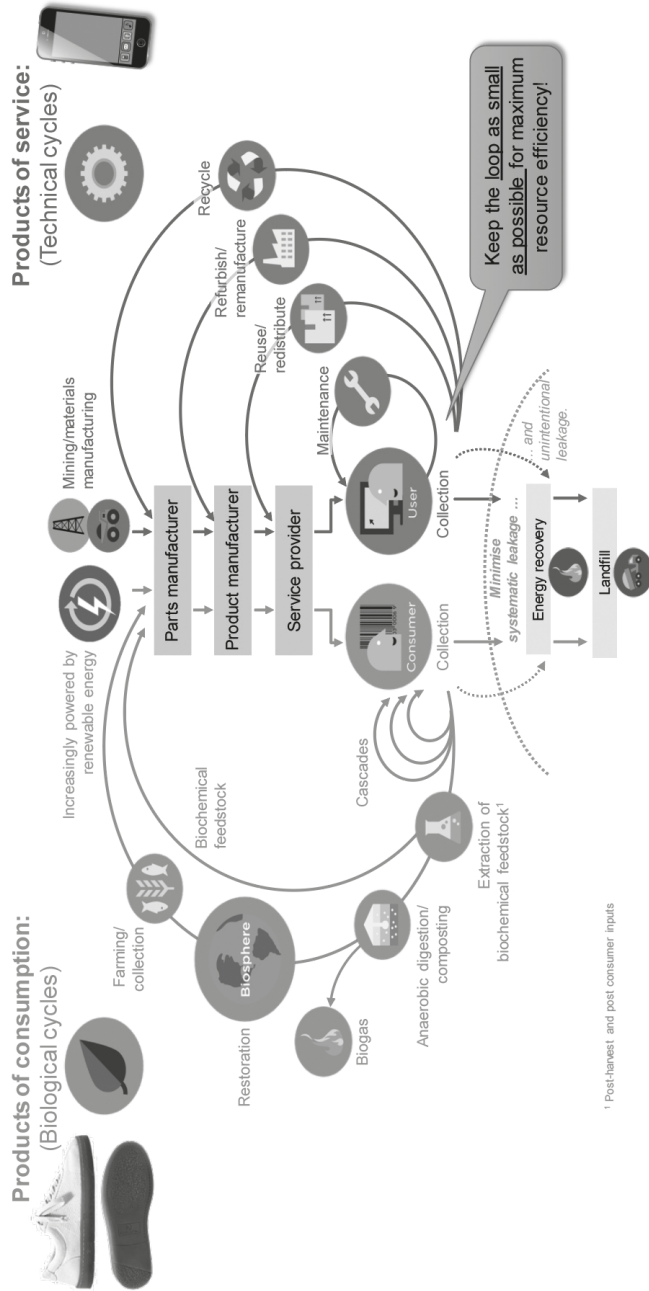 Products of consumption:
(Biological cycles)
Products of service:
(Technical cycles)
Increasingly powered by
renewable energy
Mining/materials
manufacturing
Farming/
collection
Biochemical
feedstock
Parts manufacturer
Recycle
Restoration
Biosphere
Product manufacturer
Refurbish/
remanufacture
Service provider
Reuse/
redistribute
Biogas
Anaerobic digestion/
composting
Cascades
Maintenance
Consumer
User
Extraction of
biochemical feedstock¹
Collection
Collection
Keep the loop as small
as possible for maximum
resource efficiency!
Minimise
systematic leakage ...
... and
unintentional
leakage.
Energy recovery
Landfill
¹ Post-harvest and post consumer inputs